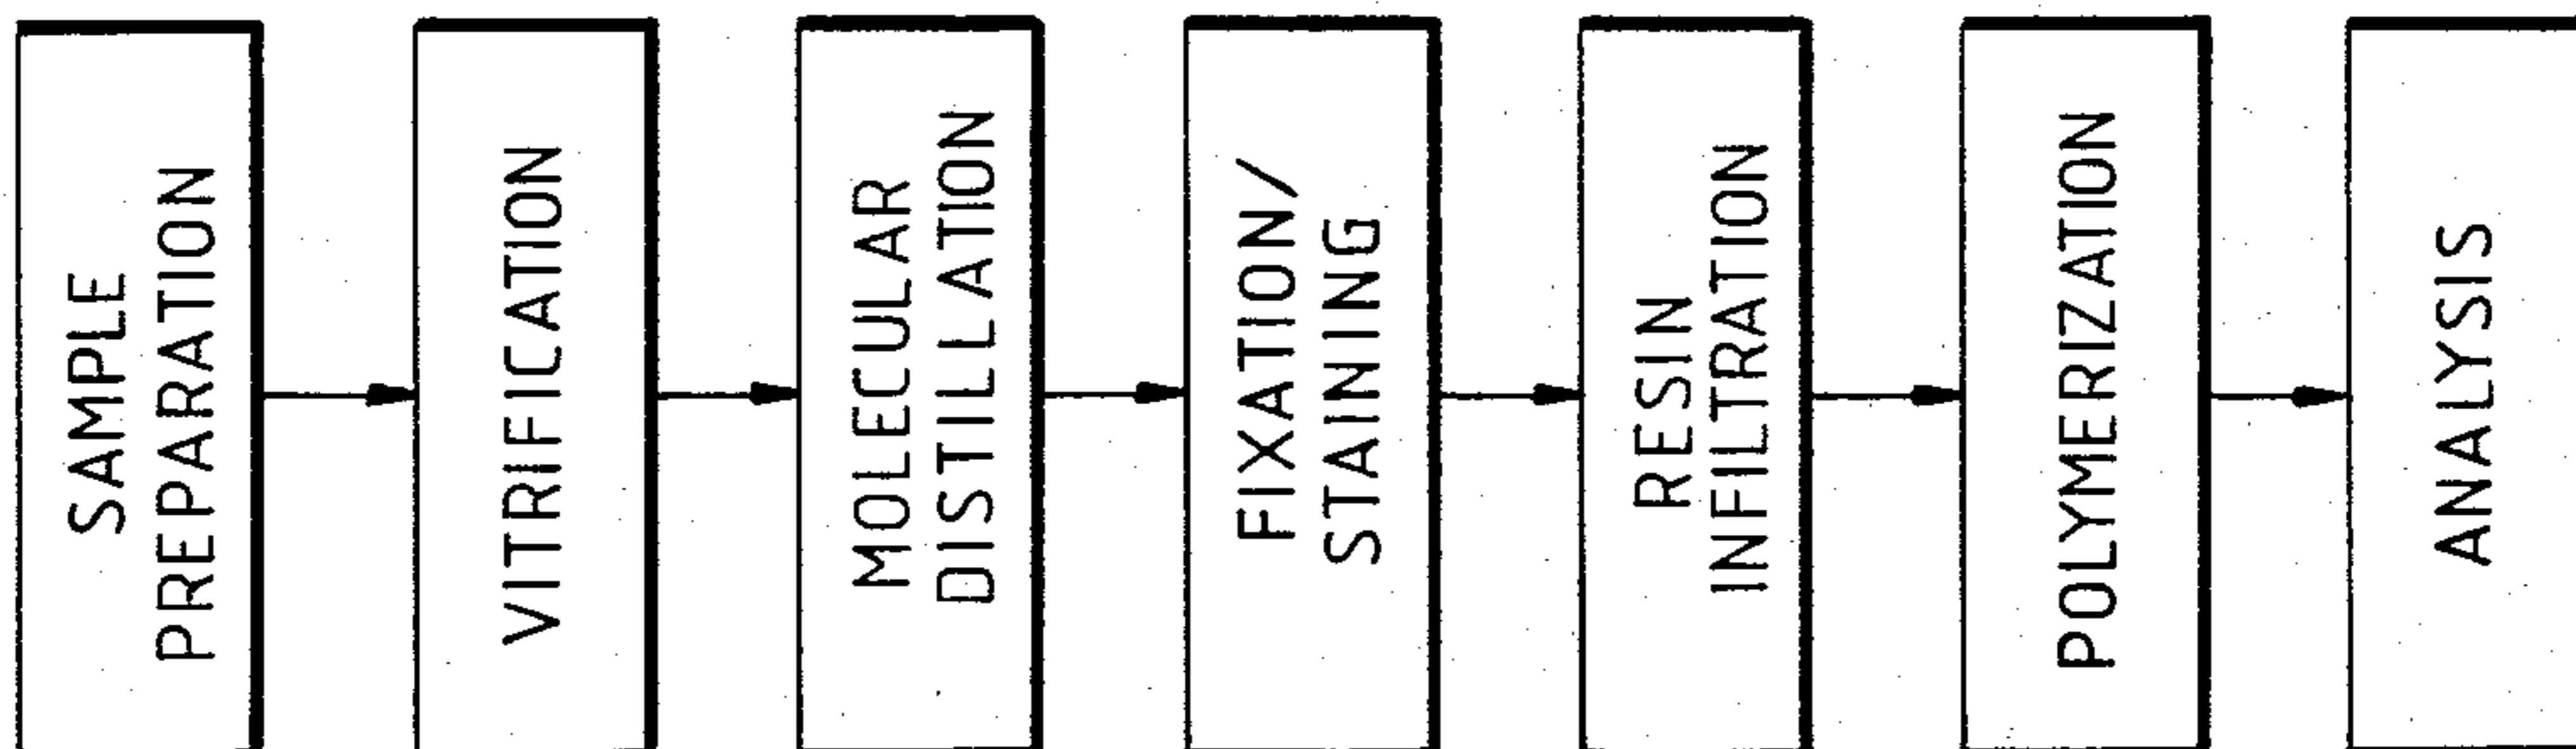 SAMPLE
PREPARATION
VITRIFICATION
MOLECULAR
DISTILLATION
FIXATION/
STAINING
RESIN
INFILTRATION
POLYMERIZATION
ANALYSIS